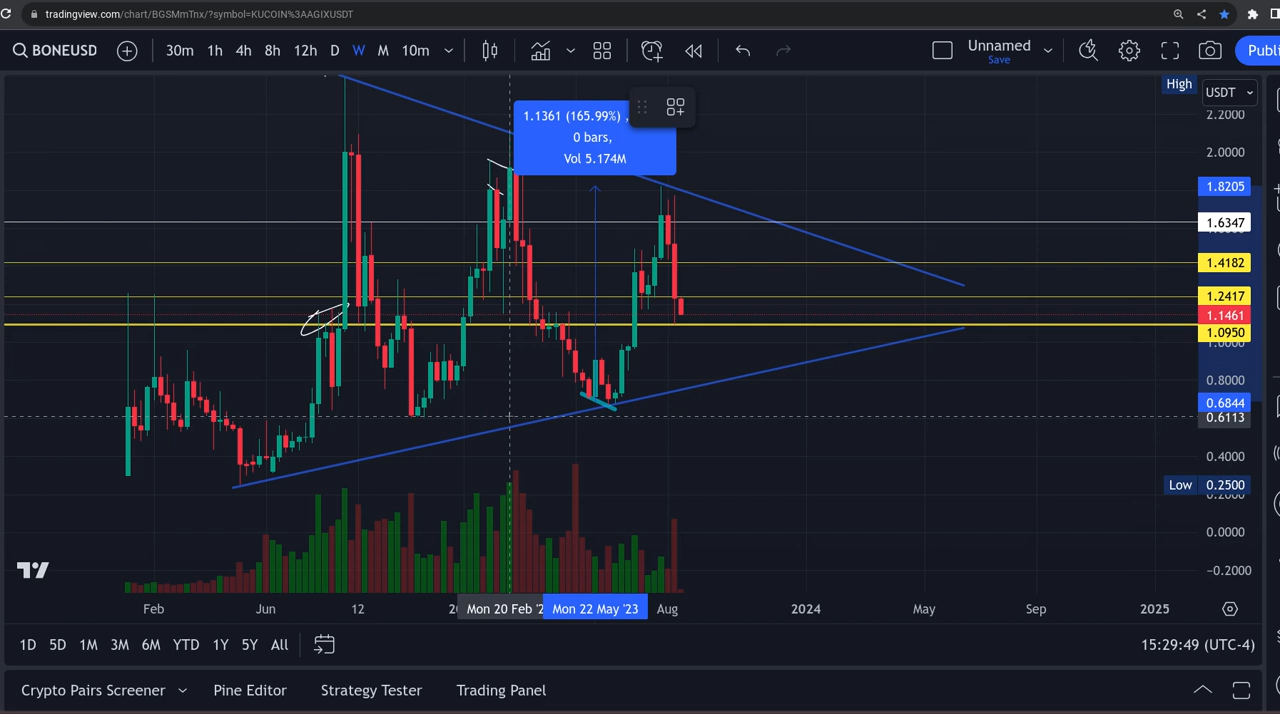 tradingview.com/chart/BGSMmTnx/?symbol=KUCOIN%3AAGIXUSDT
BONEUSD 30m 1h 4h 8h 12h D W M 10m Unnamed Save Publi
High USDT
2.2000
1.1361 (165.99%) ,
0 bars,
Vol 5.174M
2.0000
1.8205
1.6347
1.4182
1.2417
1.1461
1.0950
1.0000
0.8000
0.6844
0.6113
0.4000
Low 0.2500
0.2000
0.0000
−0.2000
Feb Jun 12 Mon 20 Feb '2 Mon 22 May '23 Aug 2024 May Sep 2025
1D 5D 1M 3M 6M YTD 1Y 5Y All 15:29:49 (UTC-4)
Crypto Pairs Screener Pine Editor Strategy Tester Trading Panel